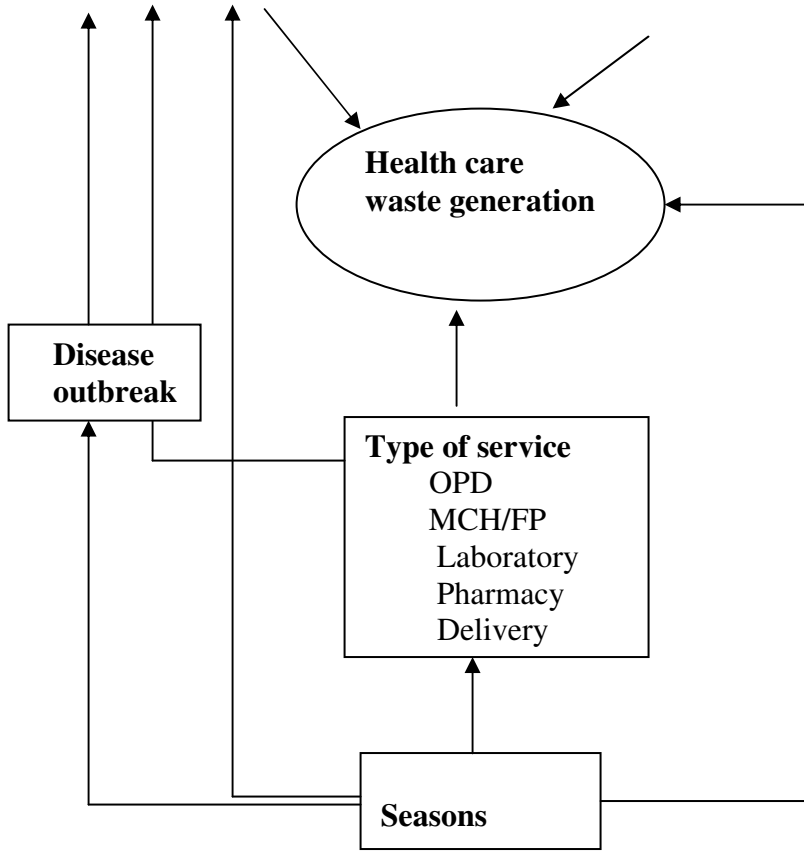 Health care
waste generation
Disease
outbreak
Type of service
OPD
MCH/FP
Laboratory
Pharmacy
Delivery
Seasons